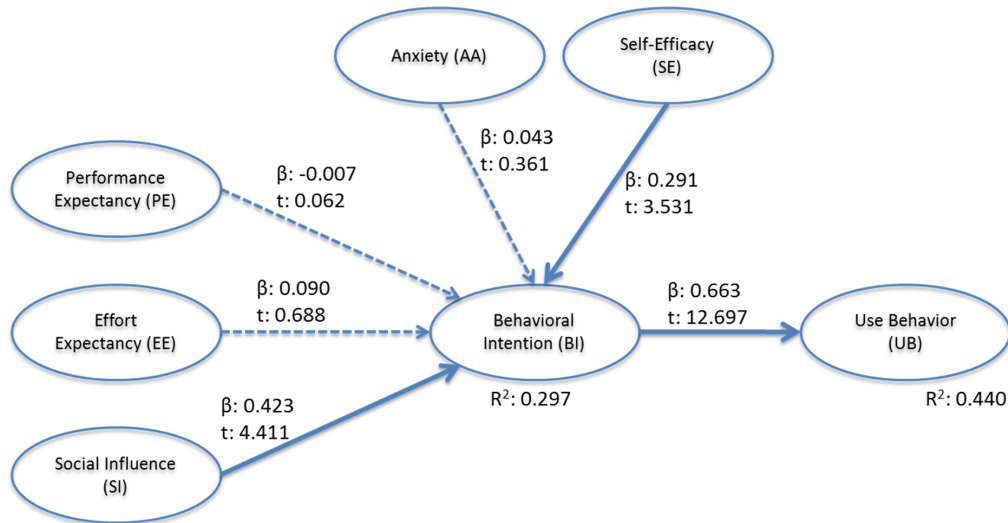 Anxiety (AA)
Self-Efficacy
(SE)
β: 0.043
t: 0.361
β: 0.291
t: 3.531
Performance
Expectancy (PE)
β: -0.007
t: 0.062
Effort
Expectancy (EE)
β: 0.090
t: 0.688
Behavioral
Intention (BI)
R²: 0.297
β: 0.663
t: 12.697
Use Behavior
(UB)
R²: 0.440
β: 0.423
t: 4.411
Social Influence
(SI)